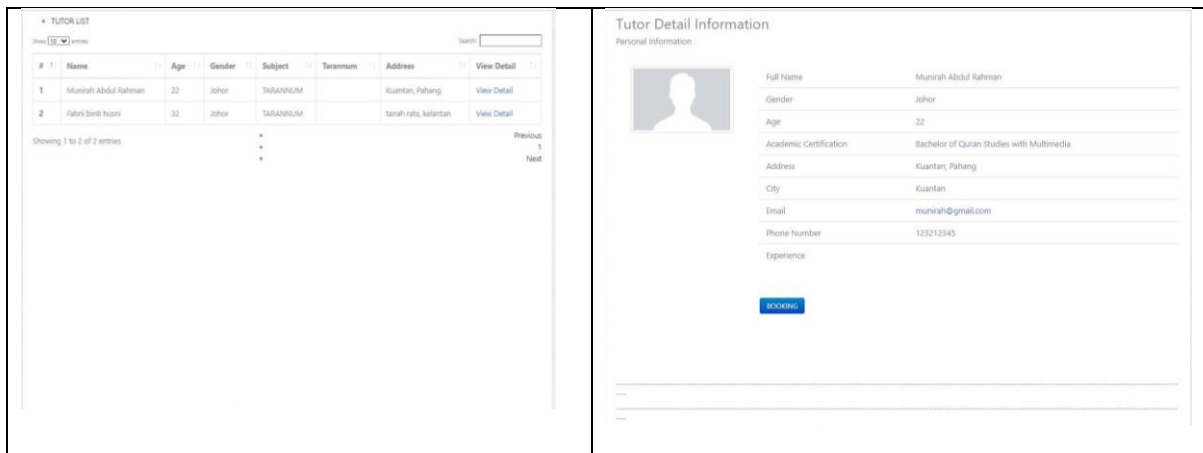 TUTOR LIST
Show 10 entries
Search:
# Name Age Gender Subject Tarannum Address View Detail
1 Munirah Abdul Rahman 22 Johor TARANNUM Kuantan, Pahang View Detail
2 Fatini binti husni 32 Johor TARANNUM tanah rata, kelantan View Detail
Showing 1 to 2 of 2 entries
Previous
1
Next
Tutor Detail Information
Personal Information
Full Name Munirah Abdul Rahman
Gender Johor
Age 22
Academic Certification Bachelor of Quran Studies with Multimedia
Address Kuantan, Pahang
City Kuantan
Email munirah@gmail.com
Phone Number 123212345
Experience
BOOKING